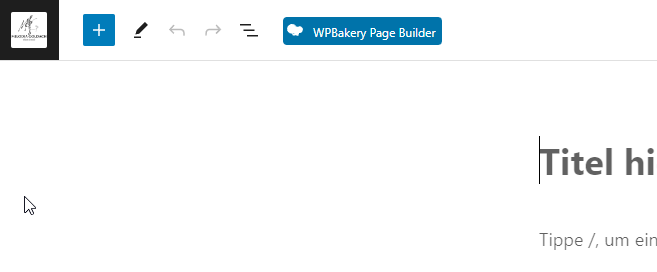 WPBakery Page Builder
Titel hi
Tippe /, um ein